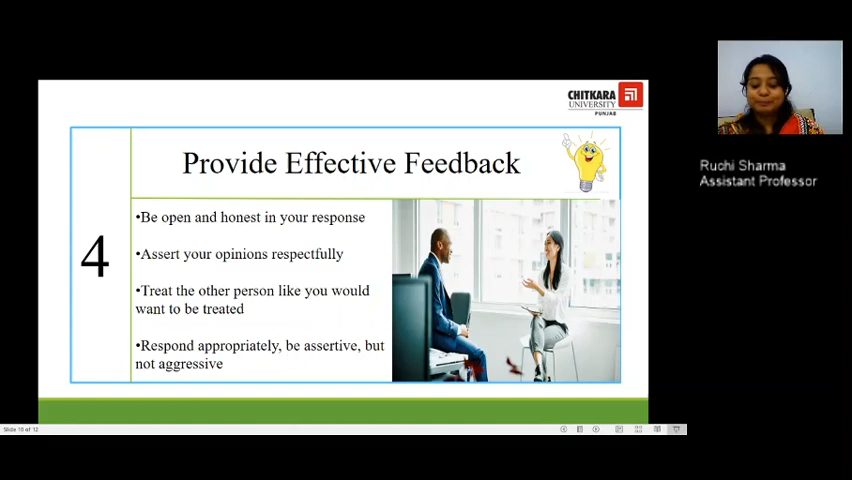 CHITKARA
UNIVERSITY
PUNJAB
Provide Effective Feedback
4
•Be open and honest in your response
•Assert your opinions respectfully
•Treat the other person like you would
want to be treated
•Respond appropriately, be assertive, but
not aggressive
Ruchi Sharma
Assistant Professor
Slide 10 of 12